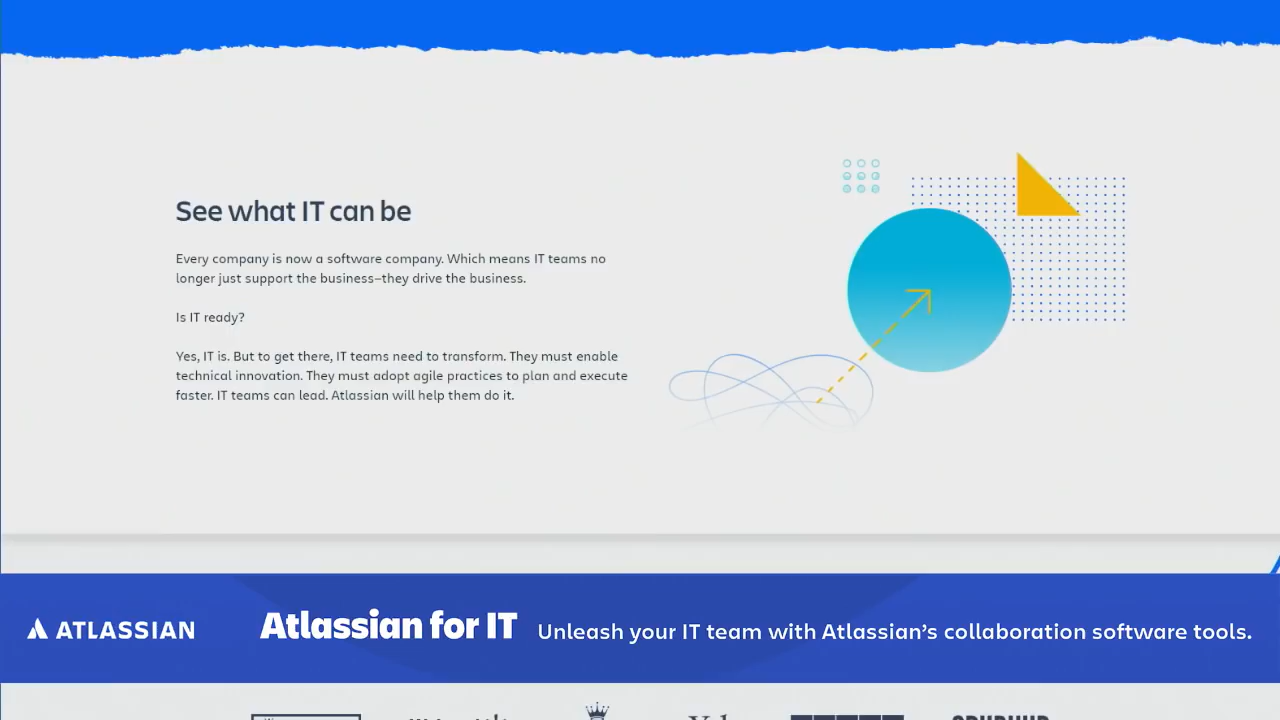 See what IT can be
Every company is now a software company. Which means IT teams no
longer just support the business–they drive the business.
Is IT ready?
Yes, IT is. But to get there, IT teams need to transform. They must enable
technical innovation. They must adopt agile practices to plan and execute
faster. IT teams can lead. Atlassian will help them do it.
ATLASSIAN Atlassian for IT Unleash your IT team with Atlassian’s collaboration software tools.